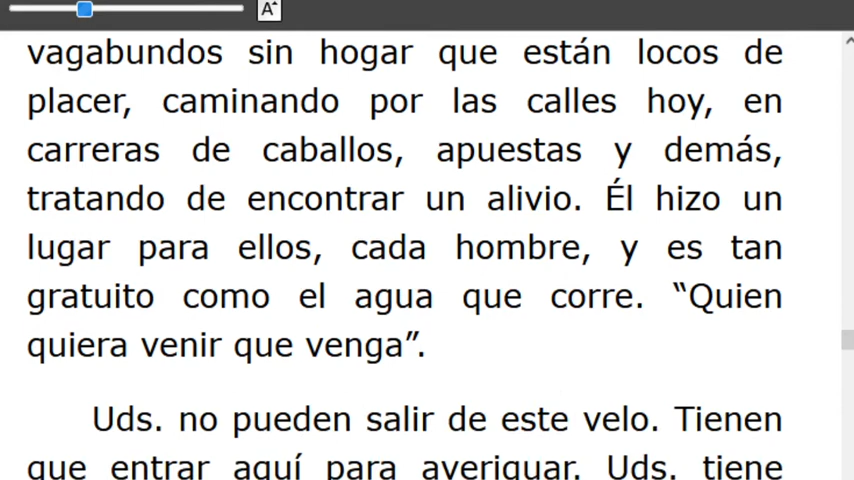 A
vagabundos sin hogar que están locos de
placer, caminando por las calles hoy, en
carreras de caballos, apuestas y demás,
tratando de encontrar un alivio. Él hizo un
lugar para ellos, cada hombre, y es tan
gratuito como el agua que corre. “Quien
quiera venir que venga”.
Uds. no pueden salir de este velo. Tienen
que entrar aquí para averiguar. Uds. tiene